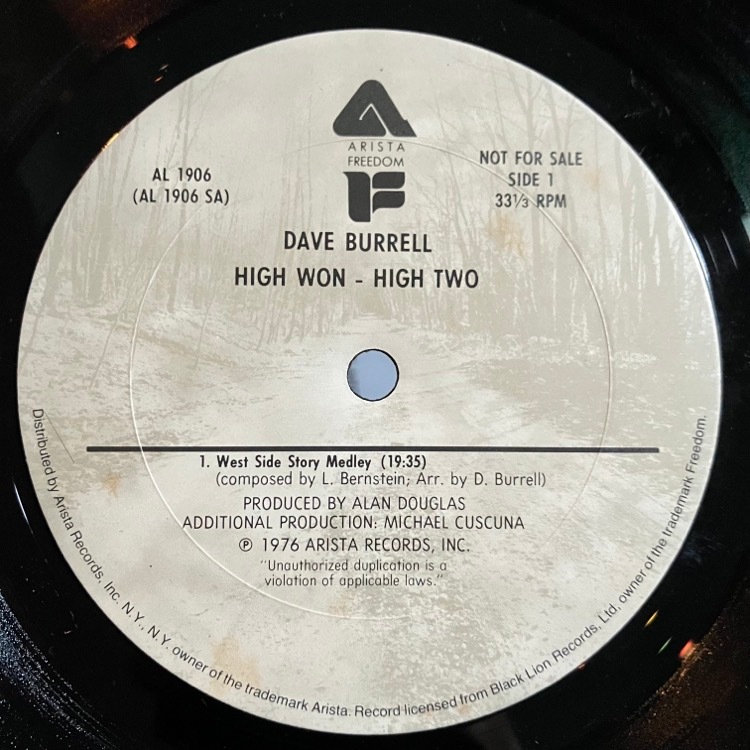 ARISTA
FREEDOM
AL 1906
(AL 1906 SA)
NOT FOR SALE
SIDE 1
33⅓ RPM
DAVE BURRELL
HIGH WON - HIGH TWO
1. West Side Story Medley (19:35)
(composed by L. Bernstein; Arr. by D. Burrell)
PRODUCED BY ALAN DOUGLAS
ADDITIONAL PRODUCTION: MICHAEL CUSCUNA
℗ 1976 ARISTA RECORDS, INC.
"Unauthorized duplication is a
violation of applicable laws."
Distributed by Arista Records, Inc. N.Y., N.Y. owner of the trademark Arista. Record licensed from Black Lion Records, Ltd. owner of the trademark Freedom.